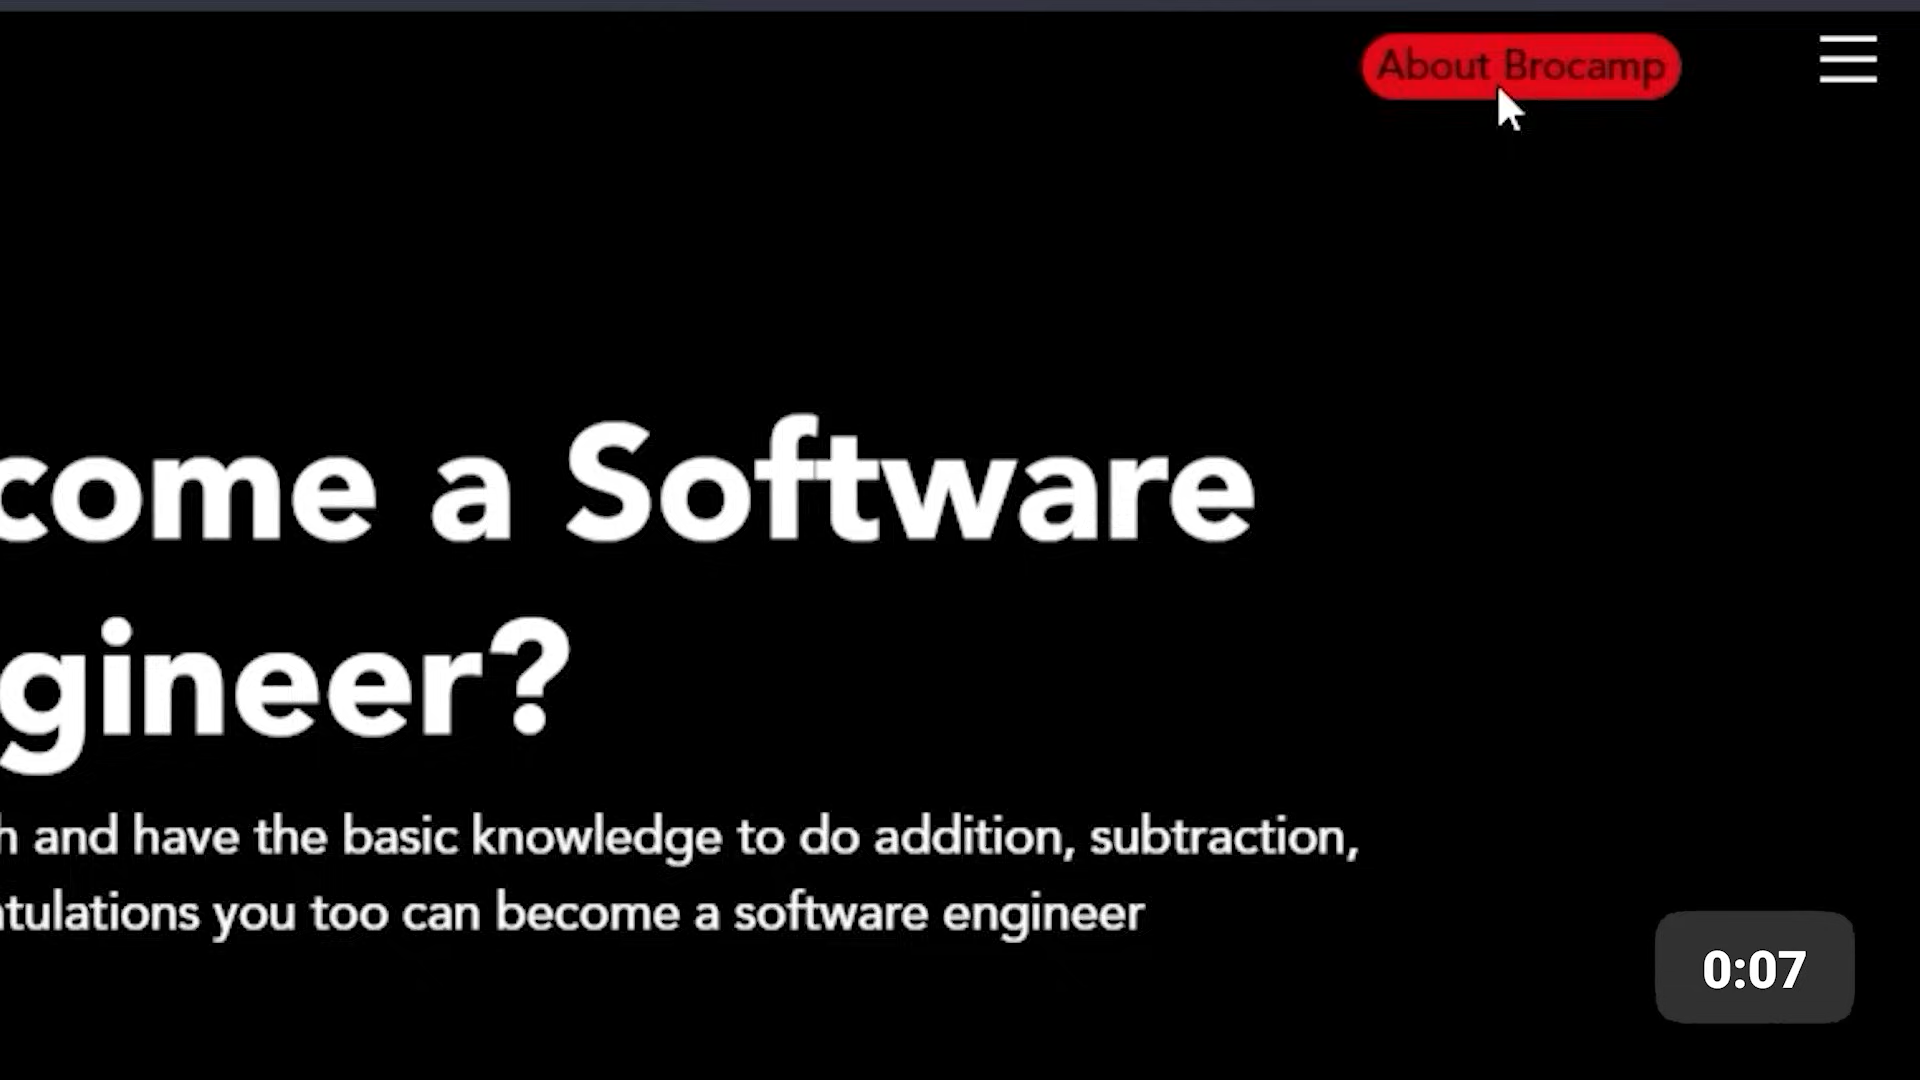 About Brocamp
come a Software
gineer?
and have the basic knowledge to do addition, subtraction,
tulations you too can become a software engineer
0:07